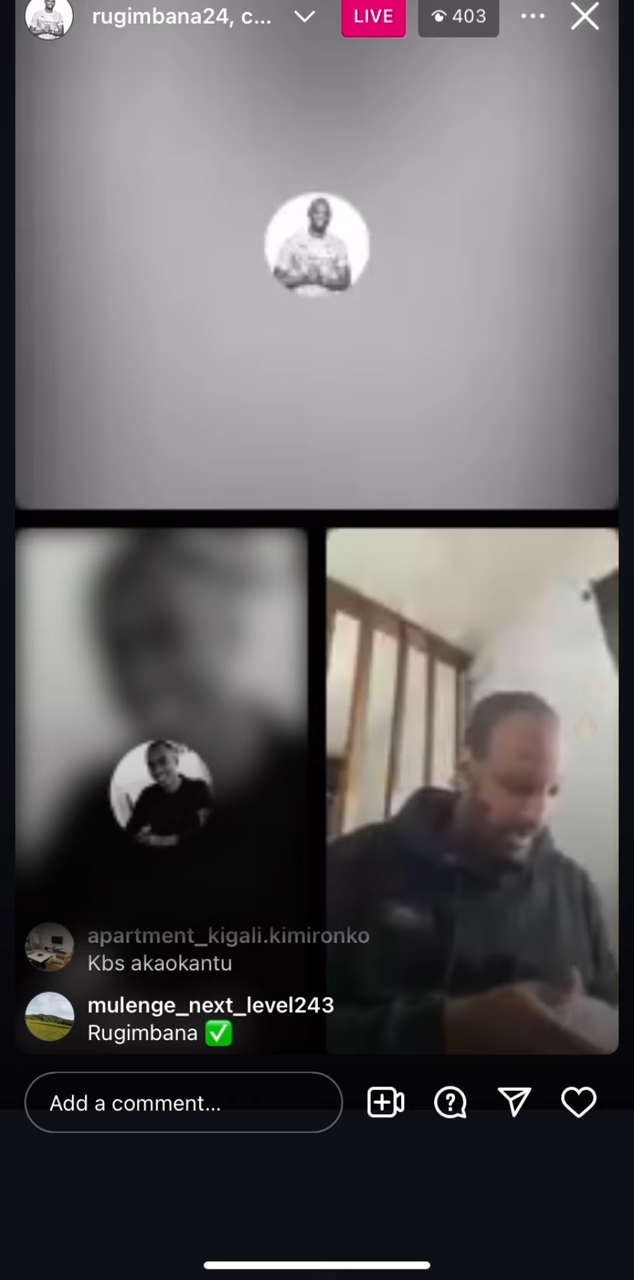 rugimbana24, c...
LIVE
403
apartment_kigali.kimironko
Kbs akaokantu
mulenge_next_level243
Rugimbana ✅
Add a comment...